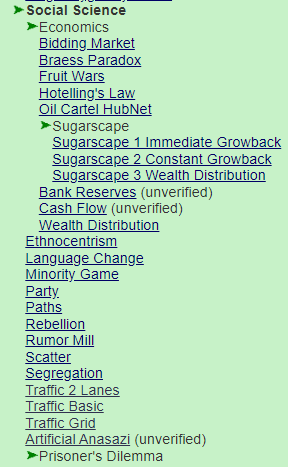 Social Science
Economics
Bidding Market
Braess Paradox
Fruit Wars
Hotelling's Law
Oil Cartel HubNet
Sugarscape
Sugarscape 1 Immediate Growback
Sugarscape 2 Constant Growback
Sugarscape 3 Wealth Distribution
Bank Reserves (unverified)
Cash Flow (unverified)
Wealth Distribution
Ethnocentrism
Language Change
Minority Game
Party
Paths
Rebellion
Rumor Mill
Scatter
Segregation
Traffic 2 Lanes
Traffic Basic
Traffic Grid
Artificial Anasazi (unverified)
Prisoner's Dilemma